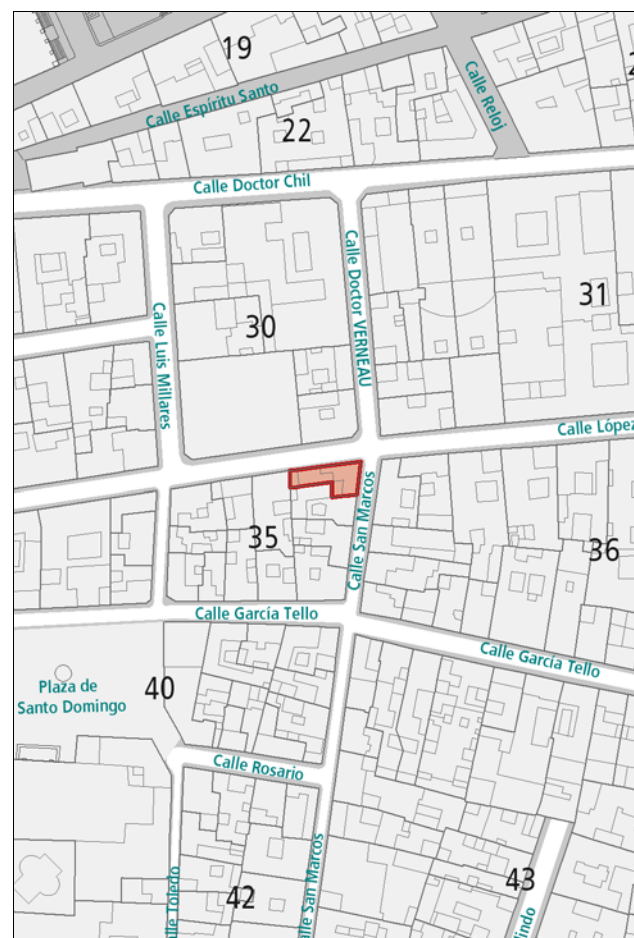 19
Calle Espíritu Santo
Calle Reloj
22
Calle Doctor Chil
Calle Doctor VERNEAU
31
Calle Luis Millares
30
Calle López
Calle San Marcos
35
36
Calle García Tello
Calle García Tello
40
Plaza de
Santo Domingo
Calle Rosario
Calle San Marcos
43
42
Toledo